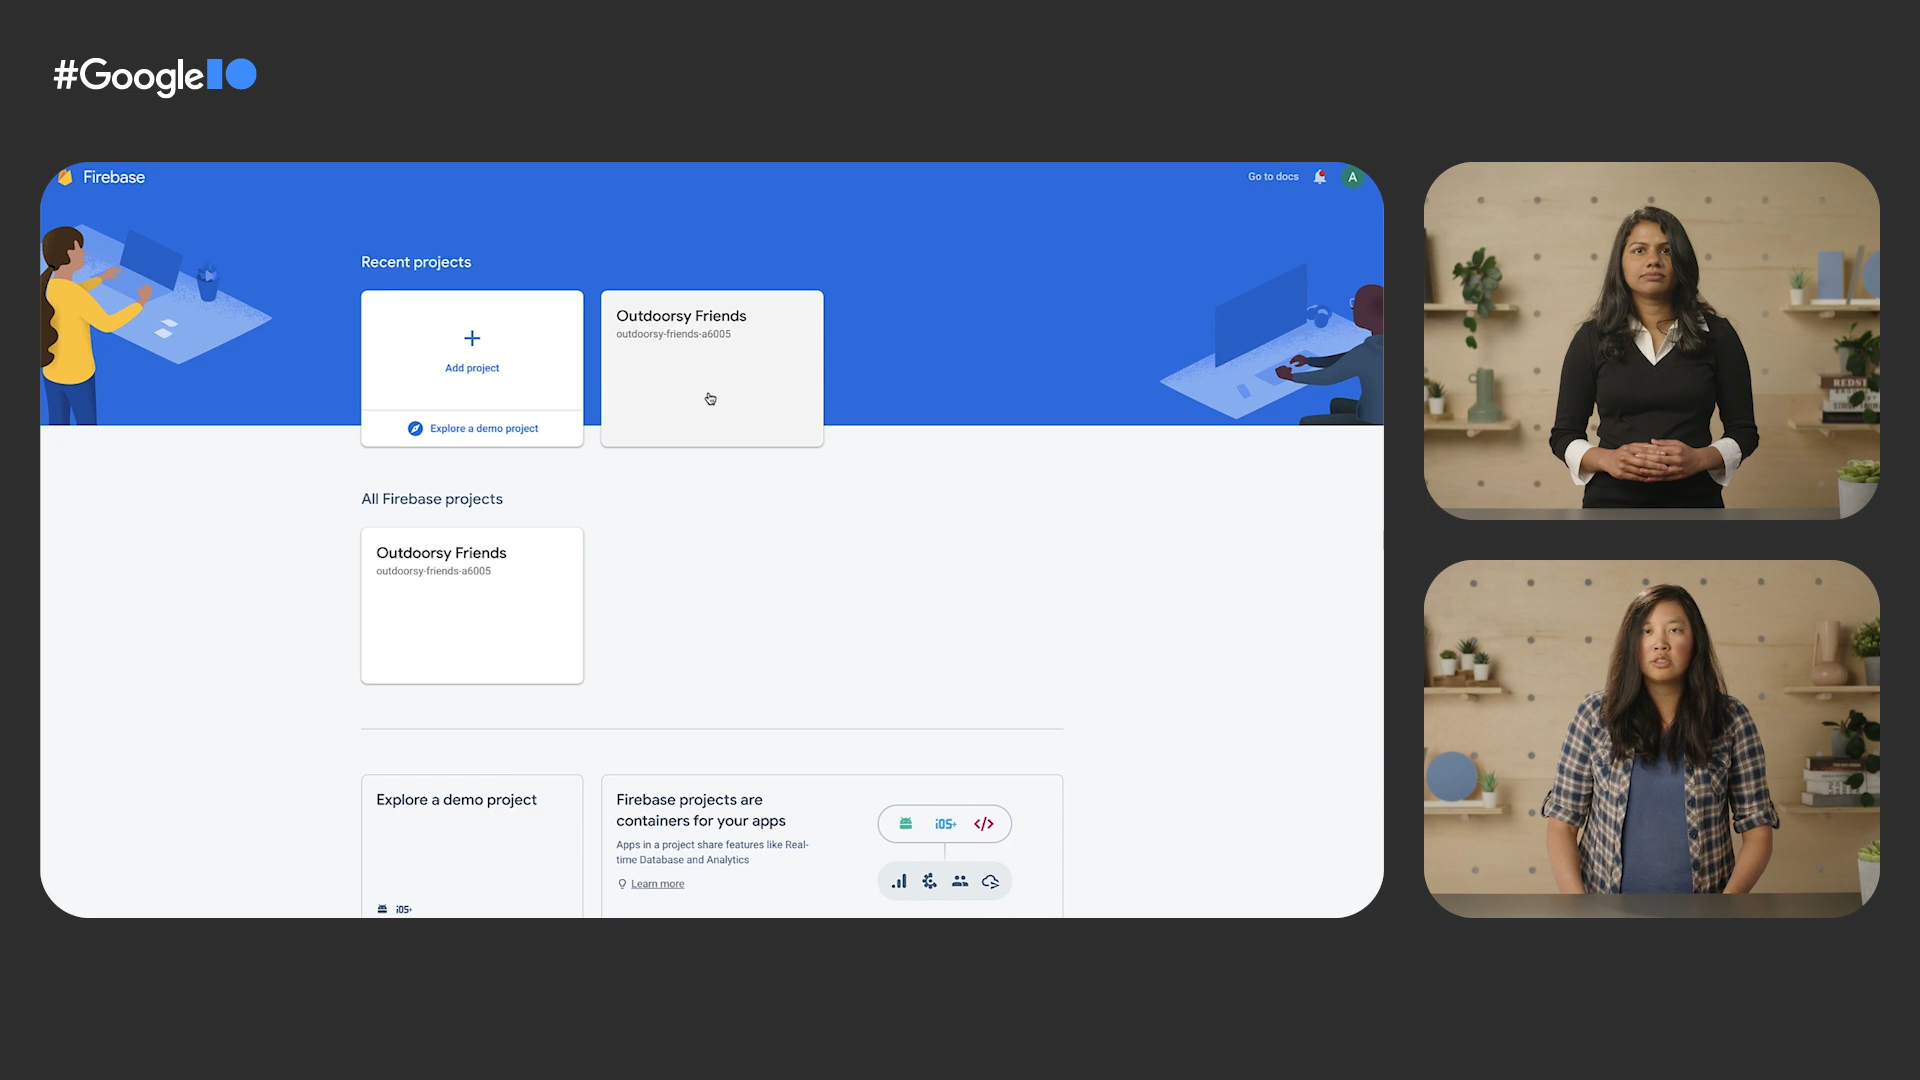 #GoogleIO
Firebase
Go to docs
A
Recent projects
Add project
Explore a demo project
Outdoorsy Friends
outdoorsy-friends-a6005
All Firebase projects
Outdoorsy Friends
outdoorsy-friends-a6005
Explore a demo project
iOS+
Firebase projects are
containers for your apps
Apps in a project share features like Real-
time Database and Analytics
Learn more
iOS+